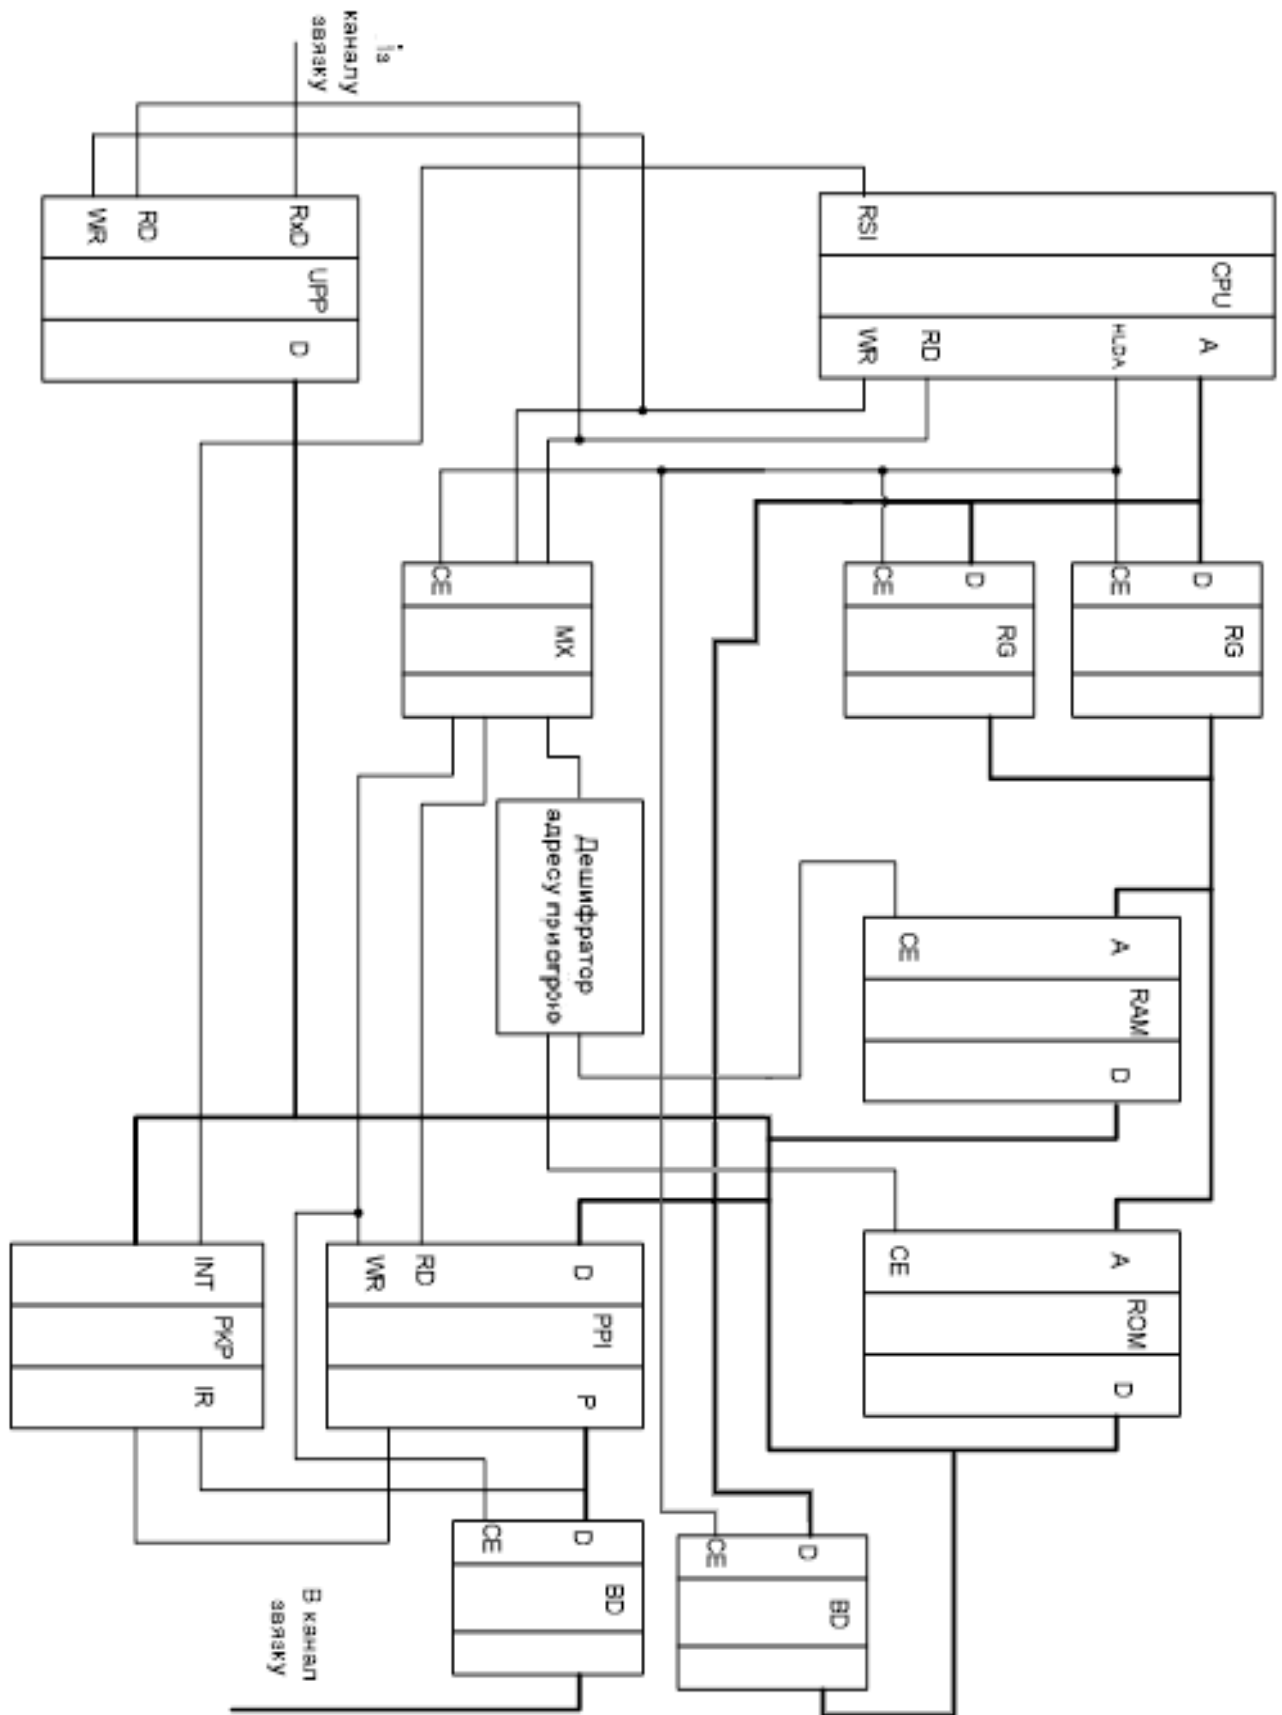 A
CPU
HLDA
RD
RSI
WR
D
RG
CE
D
RG
CE
A
RAM
D
CE
A
ROM
D
CE
D
BD
CE
MX
CE
Дешифратор
адресу пристрою
із
каналу
звязку
RxD
UPP
D
RD
WR
D
PPI
P
RD
WR
D
BD
CE
INT
PKP
IR
В канал
звязку